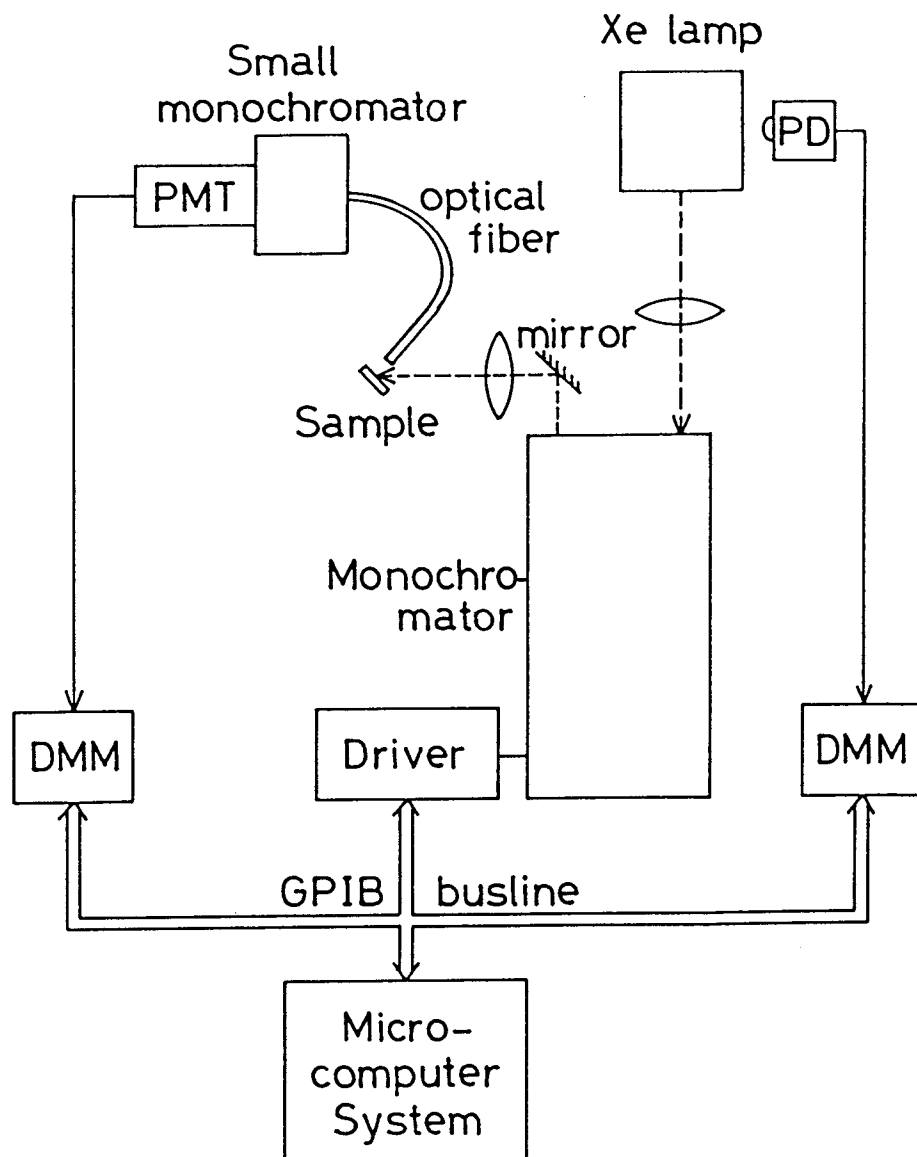 Xe lamp
Small
monochromator
PD
PMT
optical
fiber
mirror
Sample
Monochro-
mator
DMM
Driver
DMM
GPIB busline
Micro-
computer
System